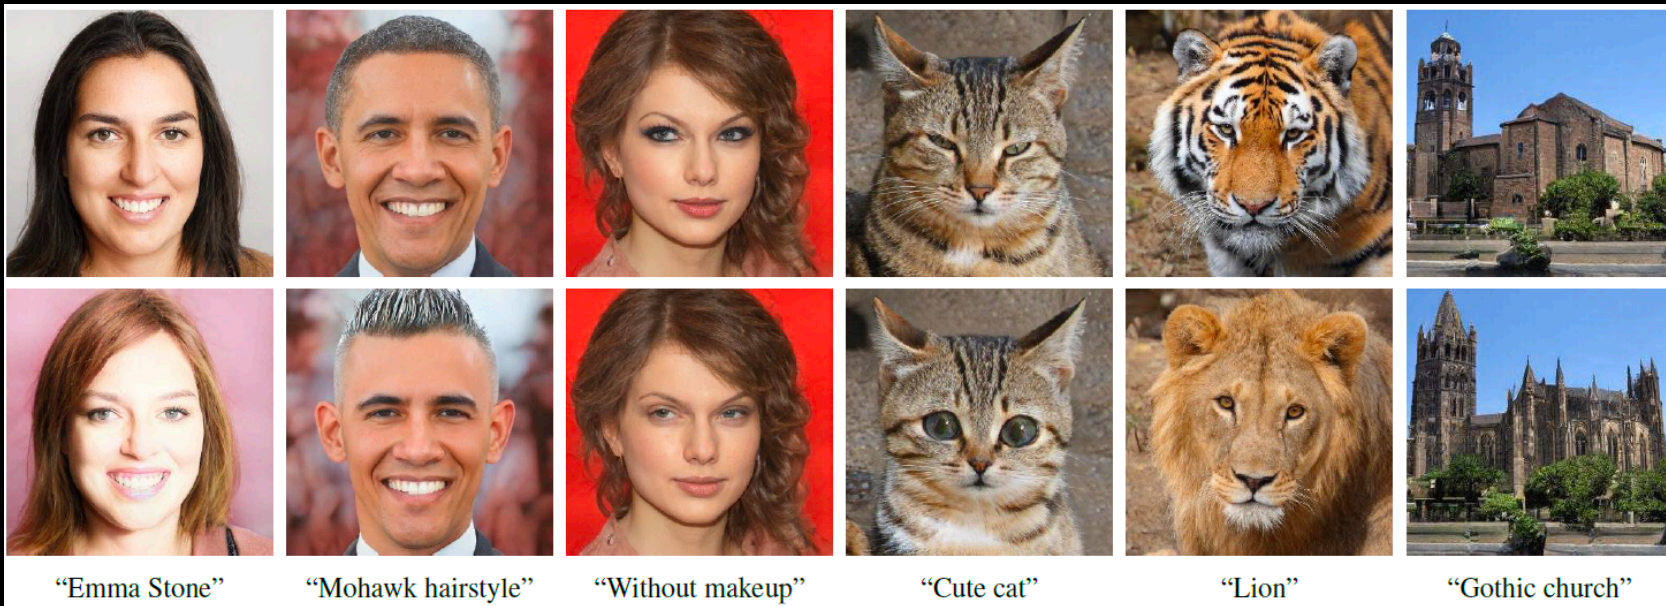 “Emma Stone” “Mohawk hairstyle” “Without makeup” “Cute cat” “Lion” “Gothic church”